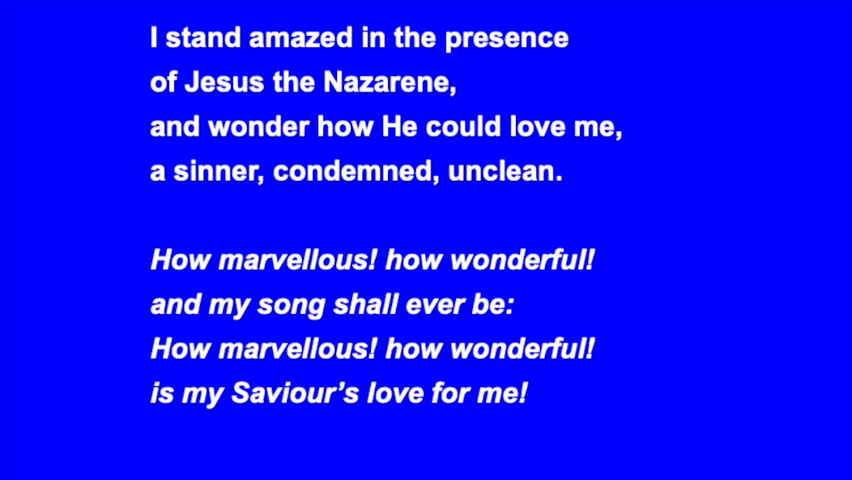 I stand amazed in the presence
of Jesus the Nazarene,
and wonder how He could love me,
a sinner, condemned, unclean.
How marvellous! how wonderful!
and my song shall ever be:
How marvellous! how wonderful!
is my Saviour’s love for me!